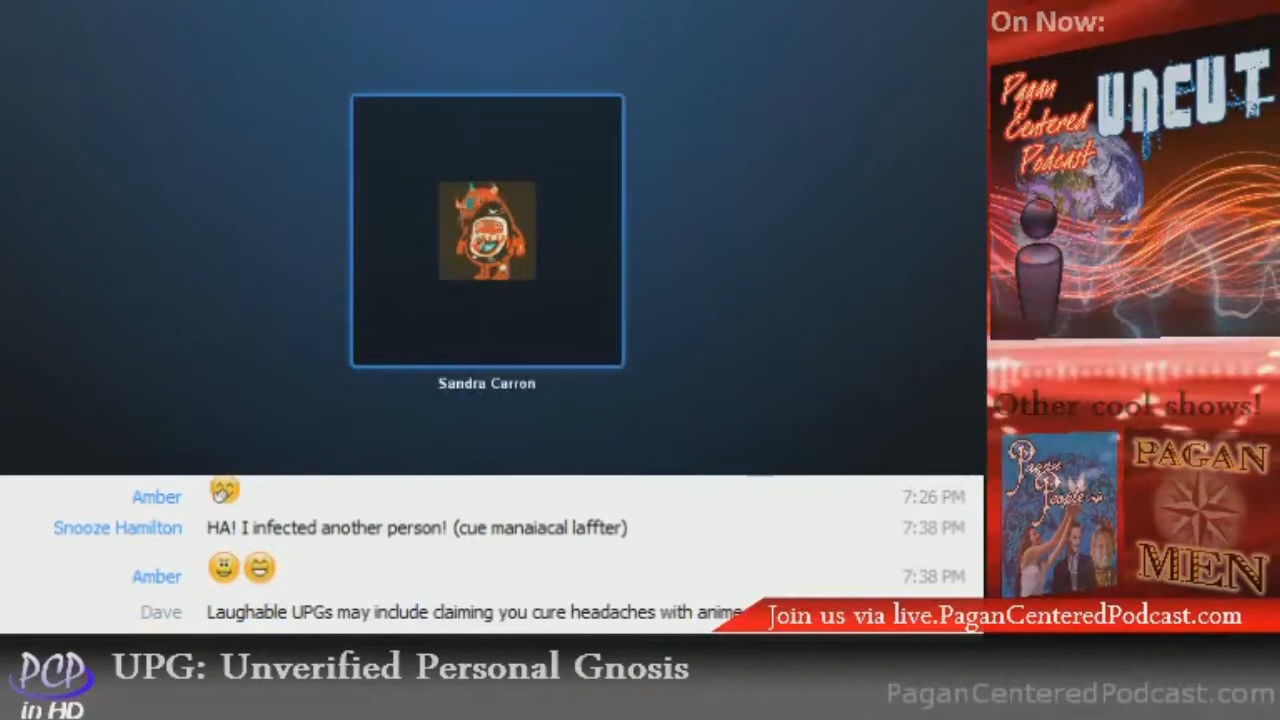 On Now:
Pagan
Centered
Podcast
UNCUT
Sandra Carron
Other cool shows!
Pagan
People
PAGAN
MEN
Amber
7:26 PM
Snooze Hamilton HA! I infected another person! (cue manaiacal laffter) 7:38 PM
Amber
7:38 PM
Dave Laughable UPGs may include claiming you cure headaches with anime
Join us via live.PaganCenteredPodcast.com
PCP
in HD
UPG: Unverified Personal Gnosis
PaganCenteredPodcast.com